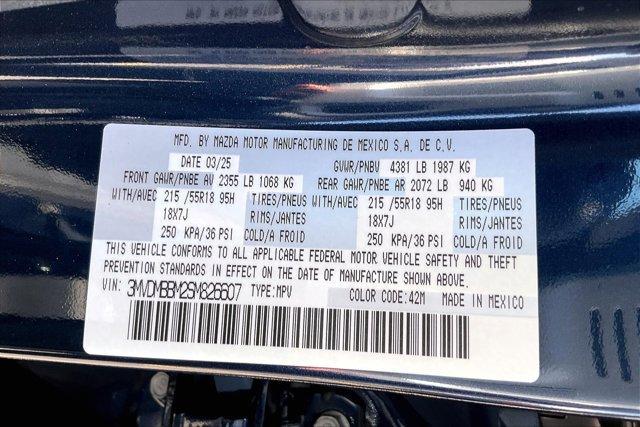 MFD. BY MAZDA MOTOR MANUFACTURING DE MEXICO S.A. DE C.V.
DATE 03/25 GVWR/PNBV 4381 LB 1987 KG
FRONT GAWR/PNBE AV 2355 LB 1068 KG REAR GAWR/PNBE AR 2072 LB 940 KG
WITH/AVEC 215 /55R18 95H TIRES/PNEUS WITH/AVEC 215 /55R18 95H TIRES/PNEUS
18X7J RIMS/JANTES 18X7J RIMS/JANTES
250 KPA/36 PSI COLD/A FROID 250 KPA/36 PSI COLD/A FROID
THIS VEHICLE CONFORMS TO ALL APPLICABLE FEDERAL MOTOR VEHICLE SAFETY AND THEFT
PREVENTION STANDARDS IN EFFECT ON THE DATE OF MANUFACTURE SHOWN ABOVE.
VIN: 3MVDMBBM2SM826607 TYPE:MPV COLOR CODE:42M MADE IN MEXICO